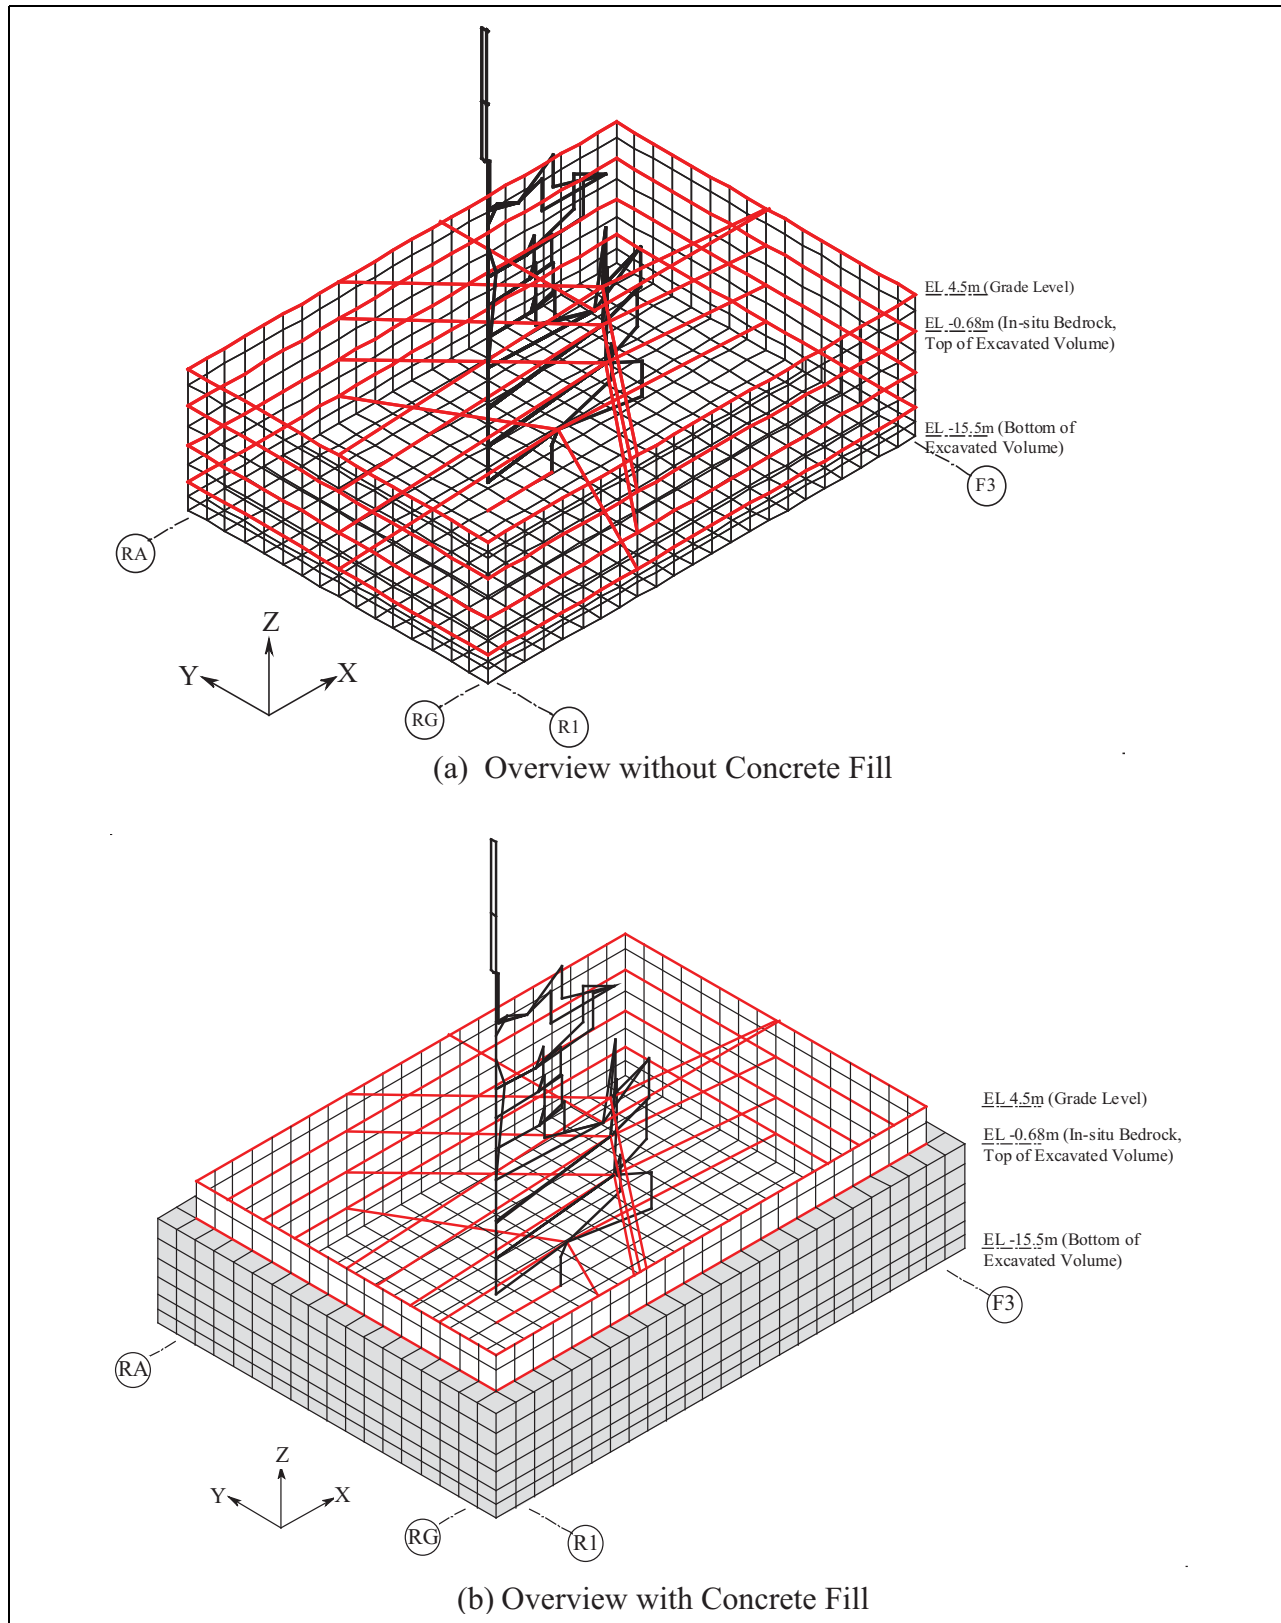 EL 4.5m (Grade Level)
EL -0.68m (In-situ Bedrock,
Top of Excavated Volume)
EL -15.5m (Bottom of
Excavated Volume)
F3
RA
Z
Y
X
RG
R1
(a) Overview without Concrete Fill
EL 4.5m (Grade Level)
EL -0.68m (In-situ Bedrock,
Top of Excavated Volume)
EL -15.5m (Bottom of
Excavated Volume)
F3
RA
Z
Y
X
RG
R1
(b) Overview with Concrete Fill